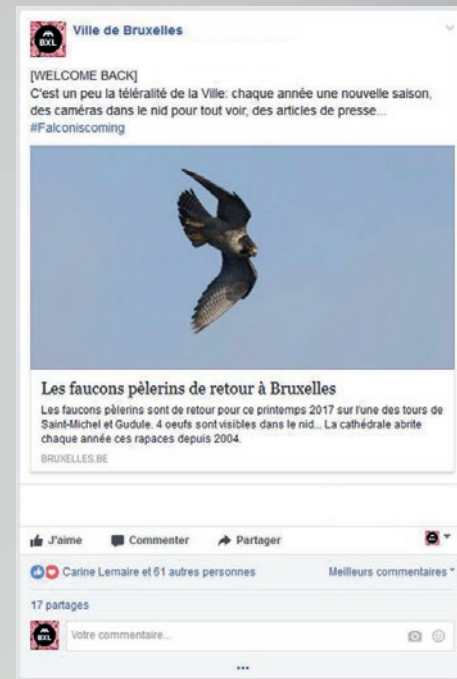 BXL
Ville de Bruxelles
[WELCOME BACK]
C'est un peu la téléralité de la Ville: chaque année une nouvelle saison,
des caméras dans le nid pour tout voir, des articles de presse...
#Falconiscoming
Les faucons pèlerins de retour à Bruxelles
Les faucons pèlerins sont de retour pour ce printemps 2017 sur l'une des tours de
Saint-Michel et Gudule. 4 oeufs sont visibles dans le nid... La cathédrale abrite
chaque année ces rapaces depuis 2004.
BRUXELLES.BE
J'aime Commenter Partager
Carine Lemaire et 61 autres personnes Meilleurs commentaires
17 partages
BXL
Votre commentaire...